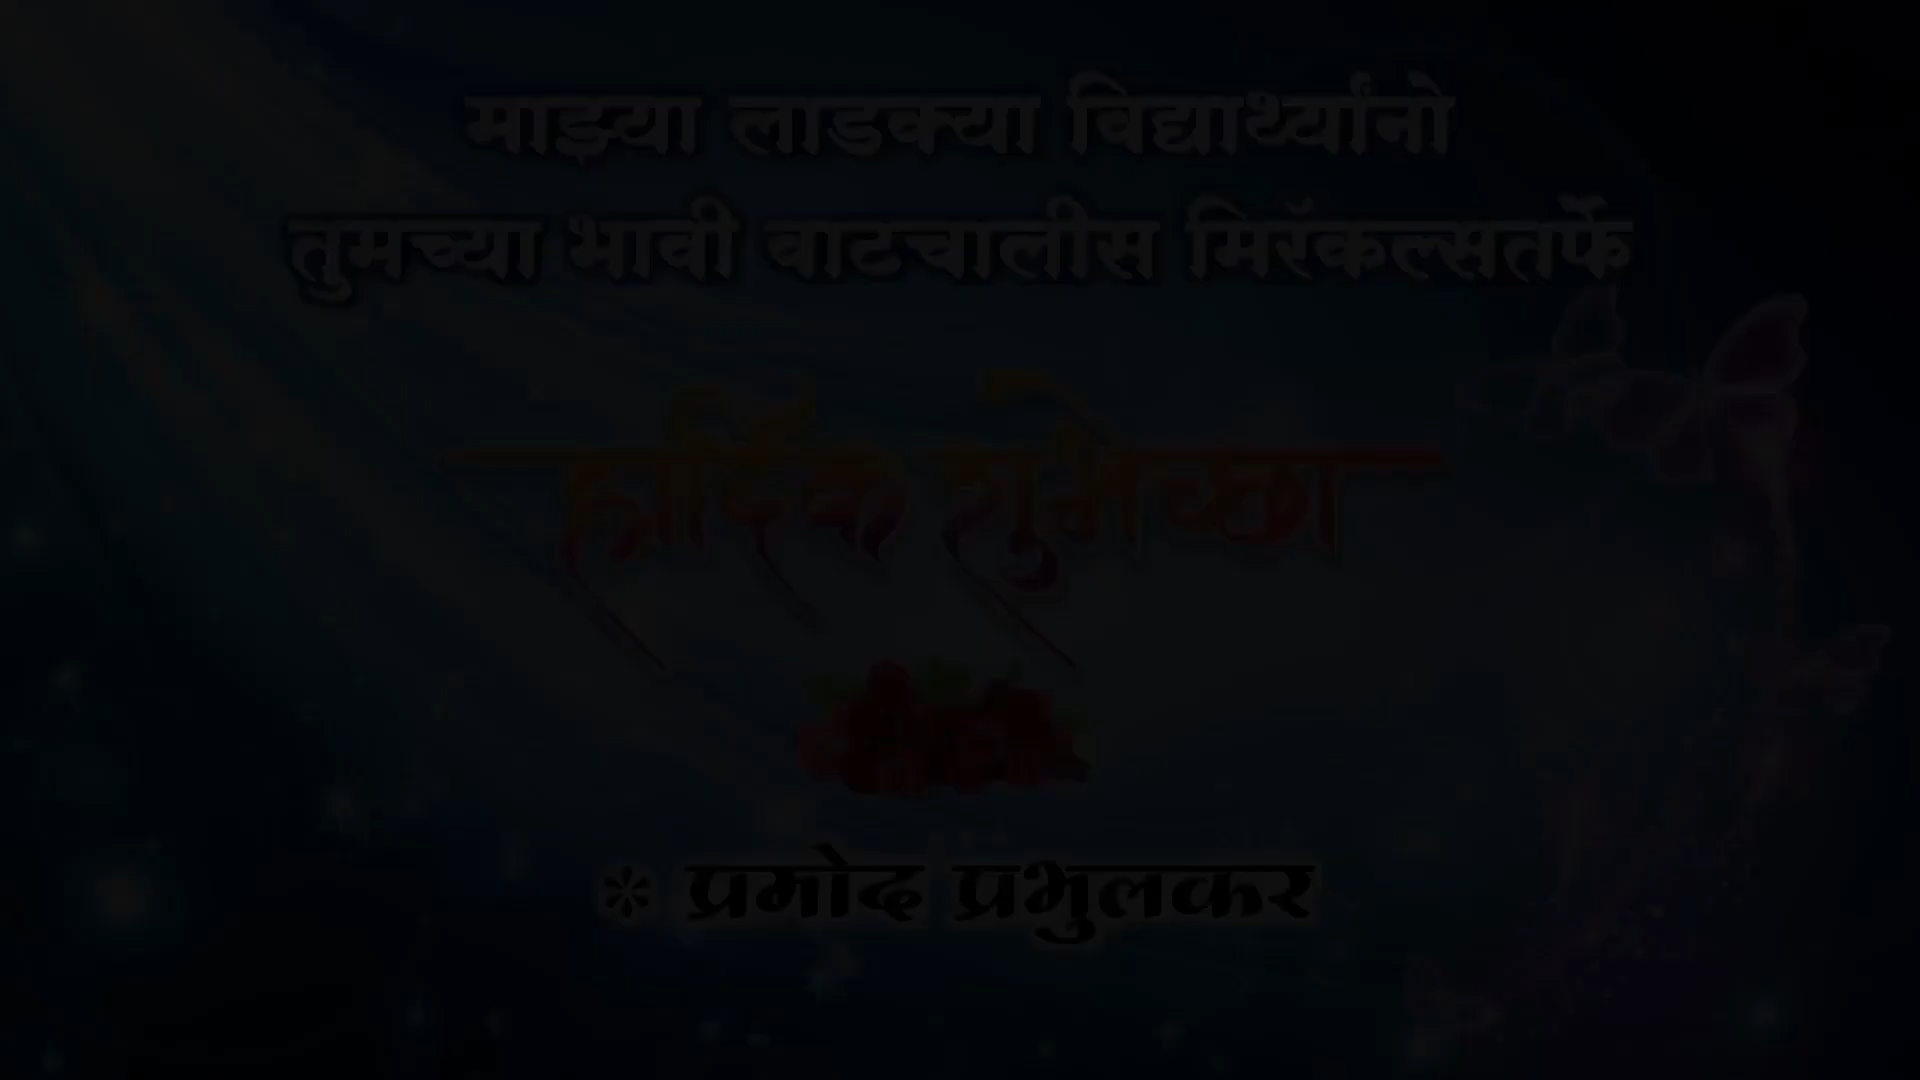 माझ्या लाडक्या विद्यार्थ्यांनो
तुमच्या भावी वाटचालीस मिरॅकल्सतर्फे
हार्दिक शुभेच्छा
* प्रमोद प्रभुलकर